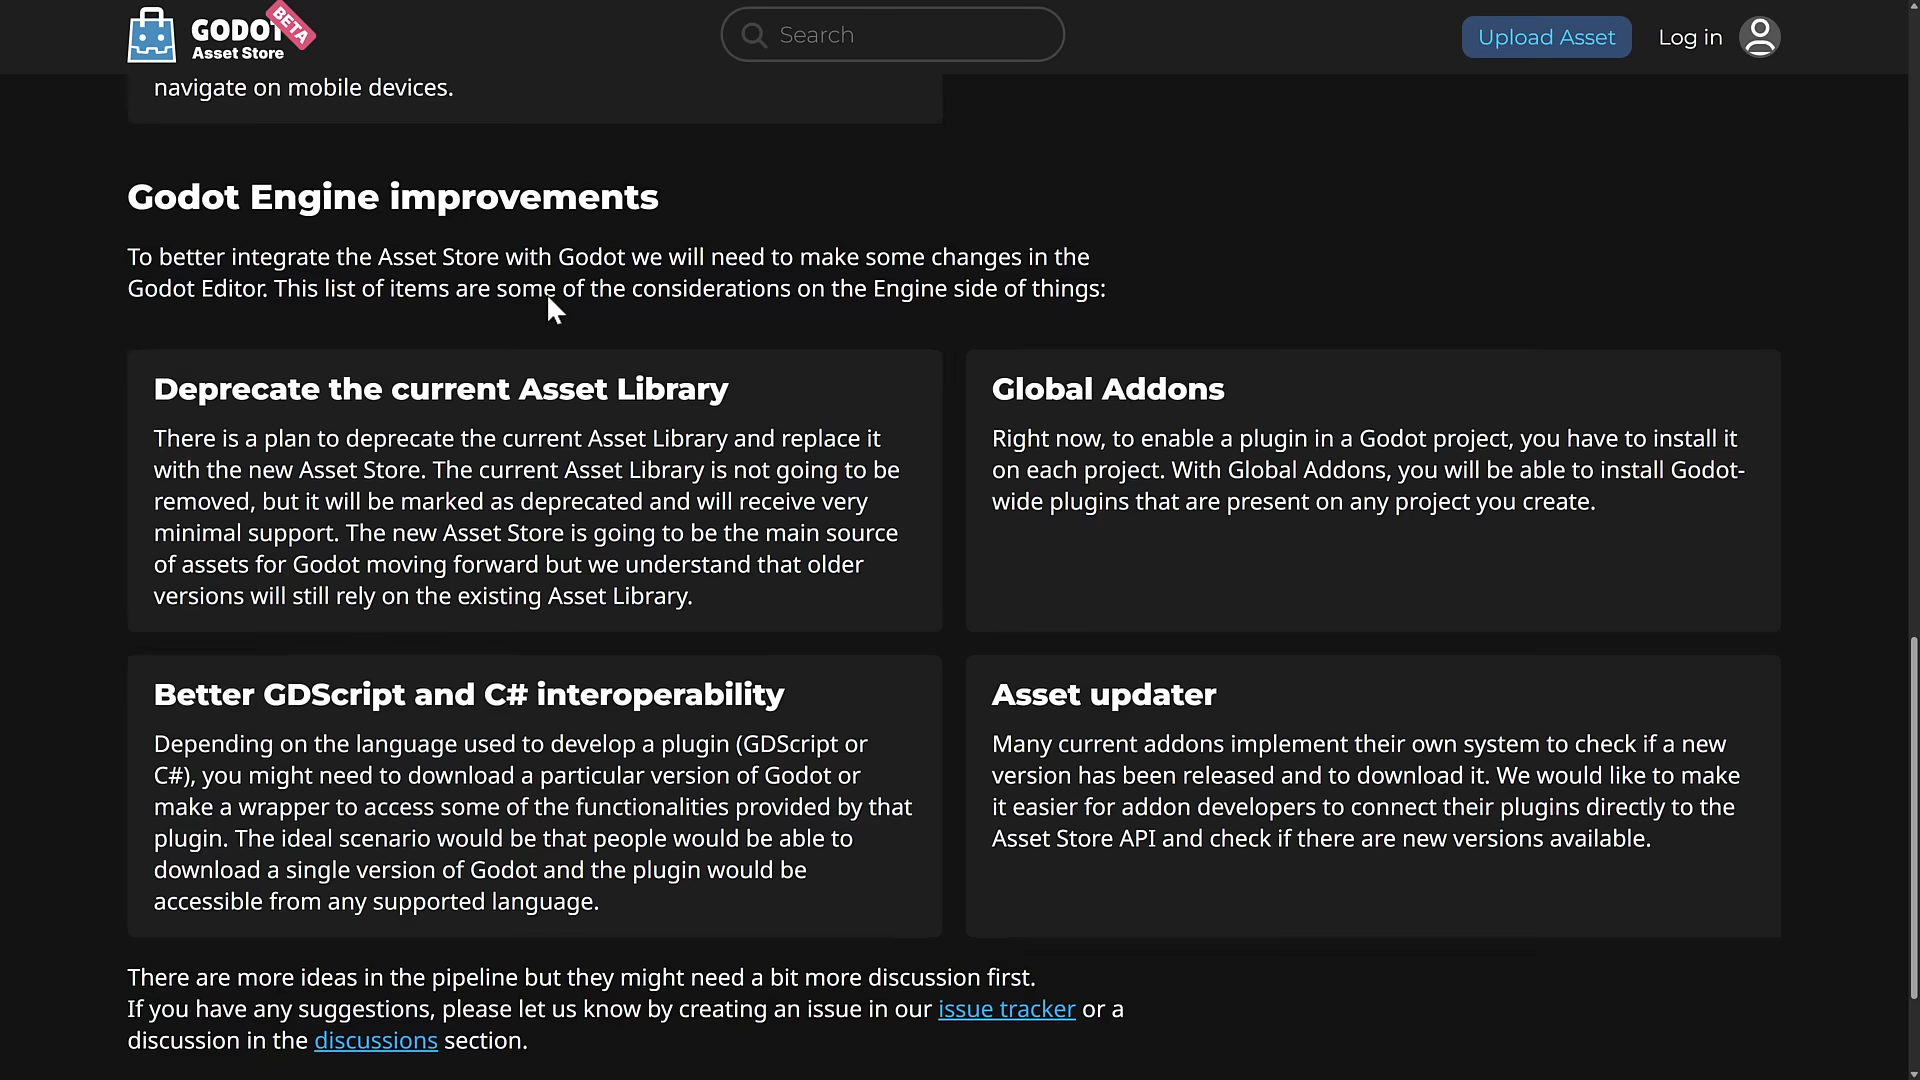 GODOT
BETA
Asset Store
Search
Upload Asset
Log in
navigate on mobile devices.
Godot Engine improvements
To better integrate the Asset Store with Godot we will need to make some changes in the
Godot Editor. This list of items are some of the considerations on the Engine side of things:
Deprecate the current Asset Library
There is a plan to deprecate the current Asset Library and replace it
with the new Asset Store. The current Asset Library is not going to be
removed, but it will be marked as deprecated and will receive very
minimal support. The new Asset Store is going to be the main source
of assets for Godot moving forward but we understand that older
versions will still rely on the existing Asset Library.
Global Addons
Right now, to enable a plugin in a Godot project, you have to install it
on each project. With Global Addons, you will be able to install Godot-
wide plugins that are present on any project you create.
Better GDScript and C# interoperability
Depending on the language used to develop a plugin (GDScript or
C#), you might need to download a particular version of Godot or
make a wrapper to access some of the functionalities provided by that
plugin. The ideal scenario would be that people would be able to
download a single version of Godot and the plugin would be
accessible from any supported language.
Asset updater
Many current addons implement their own system to check if a new
version has been released and to download it. We would like to make
it easier for addon developers to connect their plugins directly to the
Asset Store API and check if there are new versions available.
There are more ideas in the pipeline but they might need a bit more discussion first.
If you have any suggestions, please let us know by creating an issue in our issue tracker or a
discussion in the discussions section.